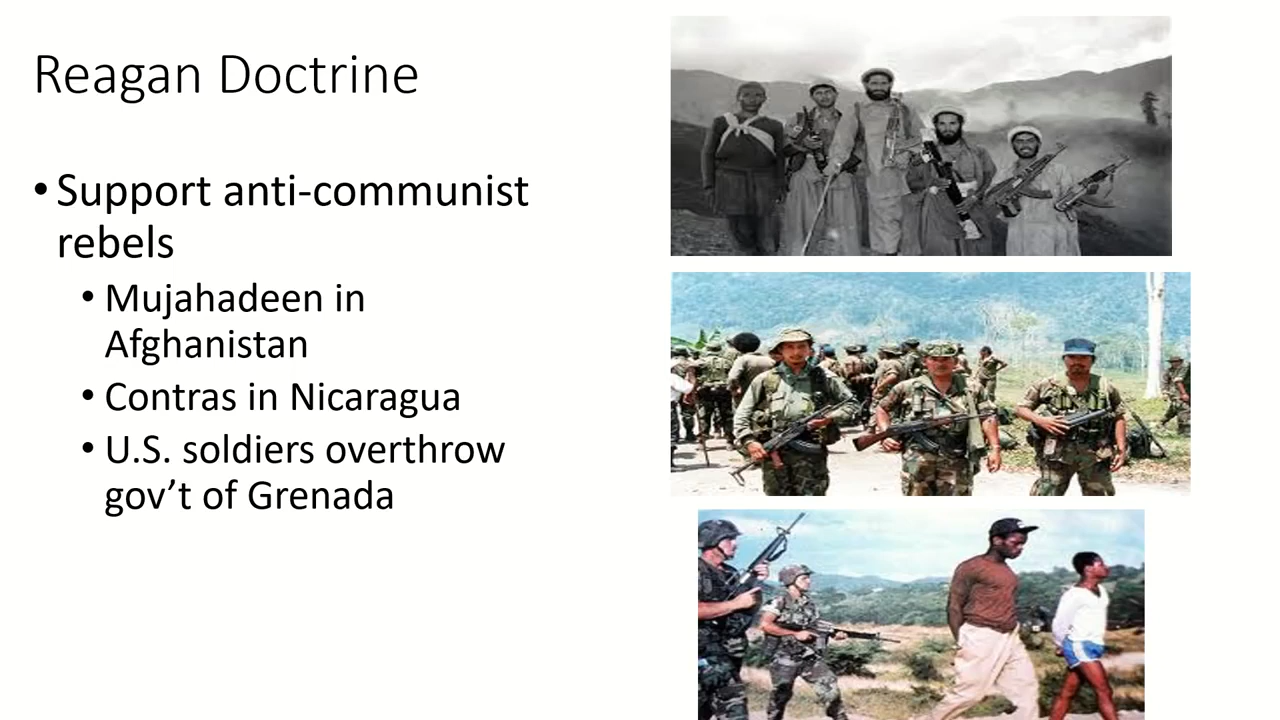 Reagan Doctrine
• Support anti-communist
rebels
• Mujahadeen in
Afghanistan
• Contras in Nicaragua
• U.S. soldiers overthrow
gov’t of Grenada